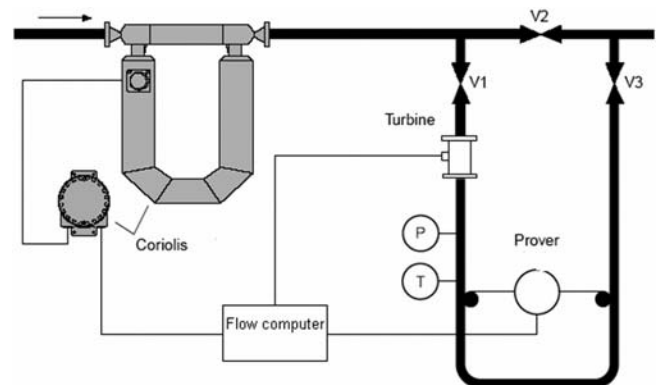 V2
V1
V3
Turbine
P
Prover
Coriolis
T
Flow computer